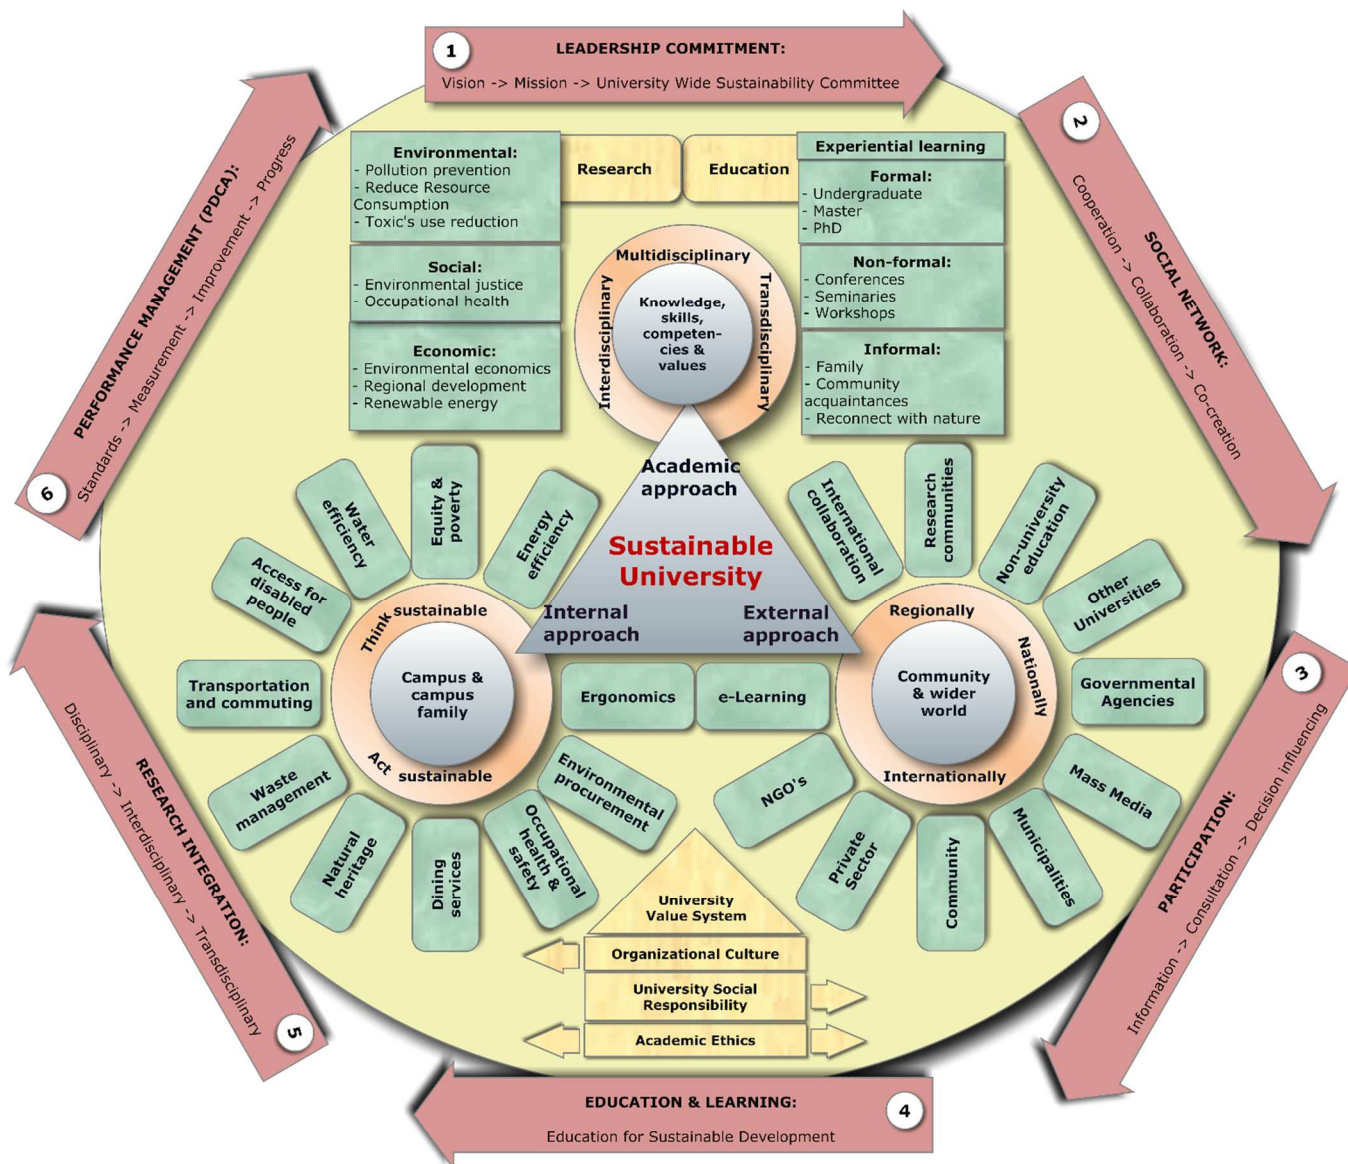 1
LEADERSHIP COMMITMENT:
Vision -> Mission -> University Wide Sustainability Committee
2
SOCIAL NETWORK:
Cooperation -> Collaboration -> Co-creation
3
PARTICIPATION:
Information -> Consultation -> Decision influencing
4
EDUCATION & LEARNING:
Education for Sustainable Development
5
RESEARCH INTEGRATION:
Disciplinary -> Interdisciplinary -> Transdisciplinary
6
PERFORMANCE MANAGEMENT (PDCA):
Standards -> Measurement -> Improvement -> Progress
Environmental:
- Pollution prevention
- Reduce Resource
Consumption
- Toxic's use reduction
Social:
- Environmental justice
- Occupational health
Economic:
- Environmental economics
- Regional development
- Renewable energy
Research
Education
Experiential learning
Formal:
- Undergraduate
- Master
- PhD
Non-formal:
- Conferences
- Seminaries
- Workshops
Informal:
- Family
- Community
acquaintances
- Reconnect with nature
Interdisciplinary
Multidisciplinary
Transdisciplinary
Knowledge,
skills,
competen-
cies &
values
Academic
approach
Sustainable
University
Internal
approach
External
approach
Think sustainable
Act sustainable
Campus &
campus
family
Energy
efficiency
Equity &
poverty
Water
efficiency
Access for
disabled
people
Transportation
and commuting
Waste
management
Natural
heritage
Dining
services
Occupational
health &
safety
Environmental
procurement
Ergonomics
e-Learning
Regionally
Nationally
Internationally
Community
& wider
world
International
collaboration
Research
communities
Non-university
education
Other
Universities
Governmental
Agencies
Mass Media
Municipalities
Community
Private
Sector
NGO's
University
Value System
Organizational Culture
University Social
Responsibility
Academic Ethics